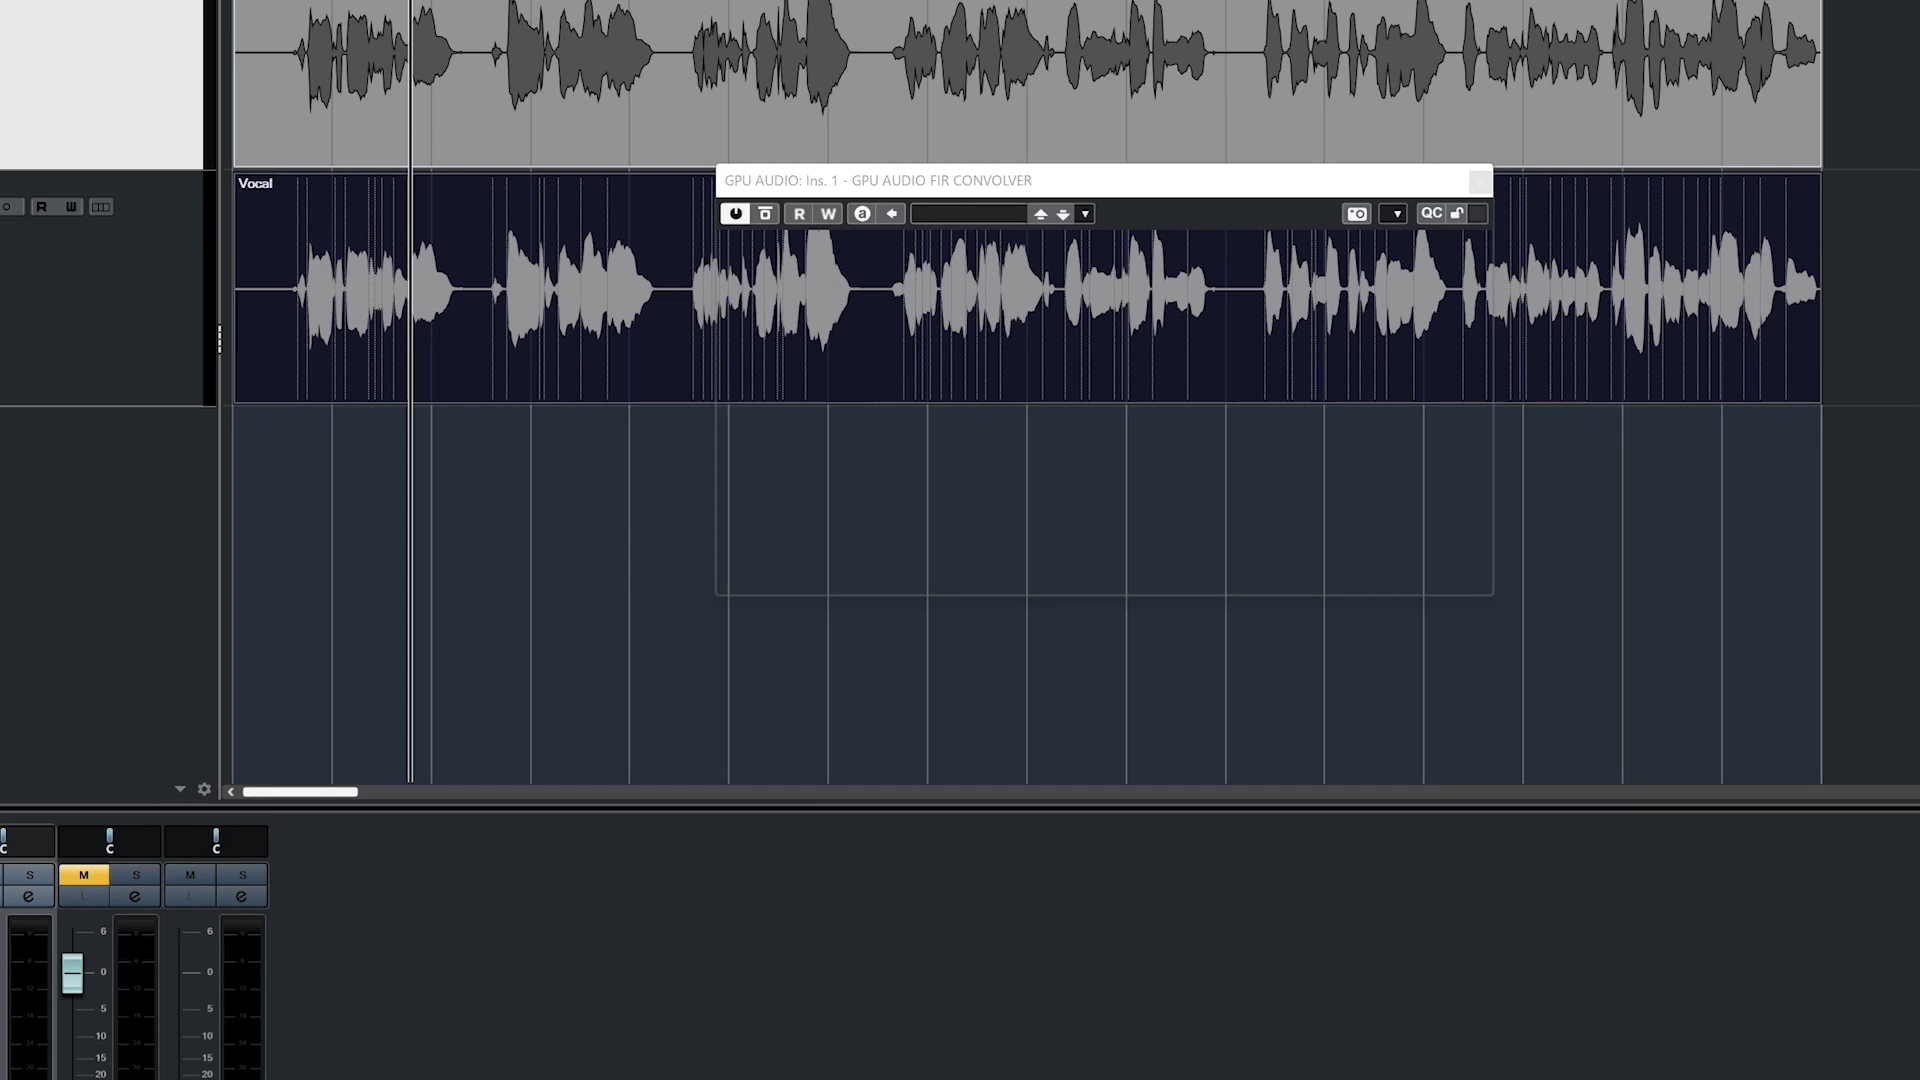 Vocal
GPU AUDIO: Ins. 1 - GPU AUDIO FIR CONVOLVER
R W
R W a QC
C C C
S M S M S
e L e L e
6 6
0 0
5 5
10 10
15 15
20 20